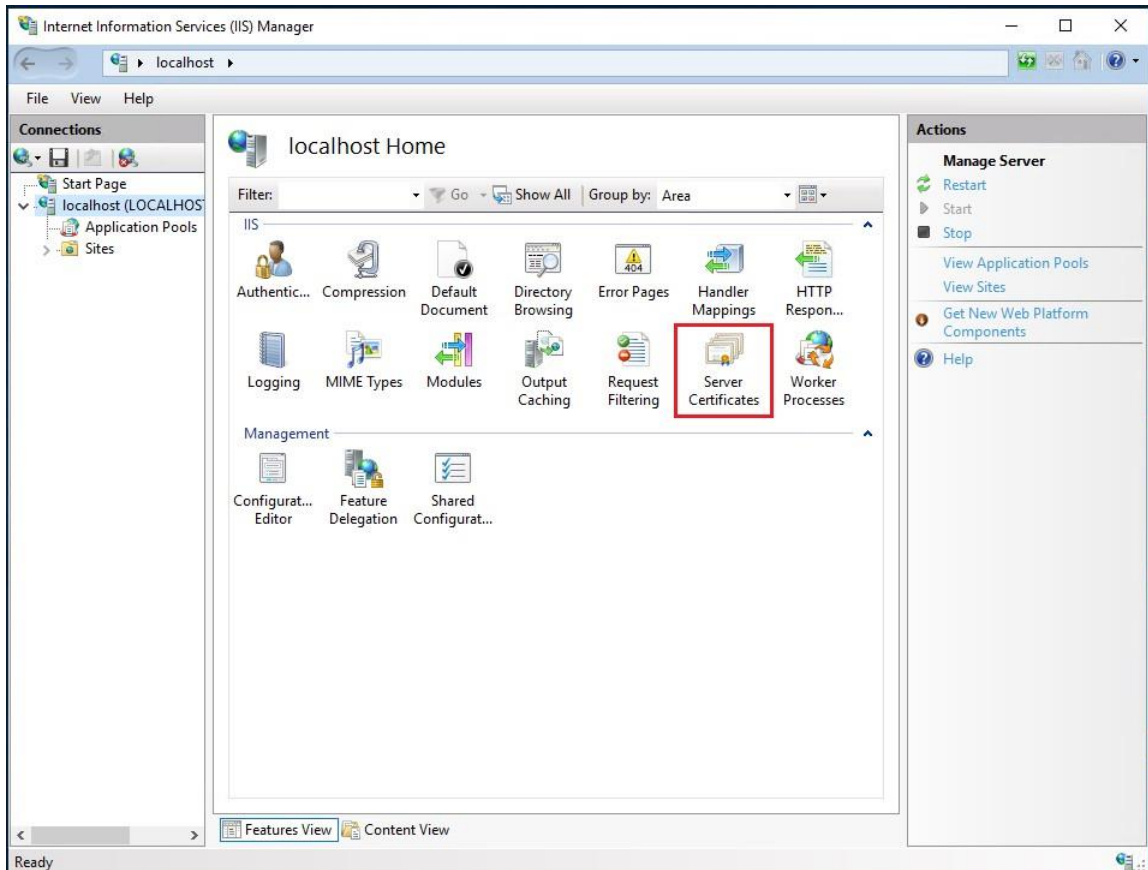 Internet Information Services (IIS) Manager
localhost
File View Help
Connections
Start Page
localhost (LOCALHOS
Application Pools
Sites
localhost Home
Filter:
Go
Show All
Group by: Area
IIS
Authentic...
Compression
Default
Document
Directory
Browsing
404
Error Pages
Handler
Mappings
HTTP
Respon...
Logging
MIME Types
Modules
Output
Caching
Request
Filtering
Server
Certificates
Worker
Processes
Management
Configurat...
Editor
Feature
Delegation
Shared
Configurat...
Features View
Content View
Actions
Manage Server
Restart
Start
Stop
View Application Pools
View Sites
Get New Web Platform
Components
Help
Ready